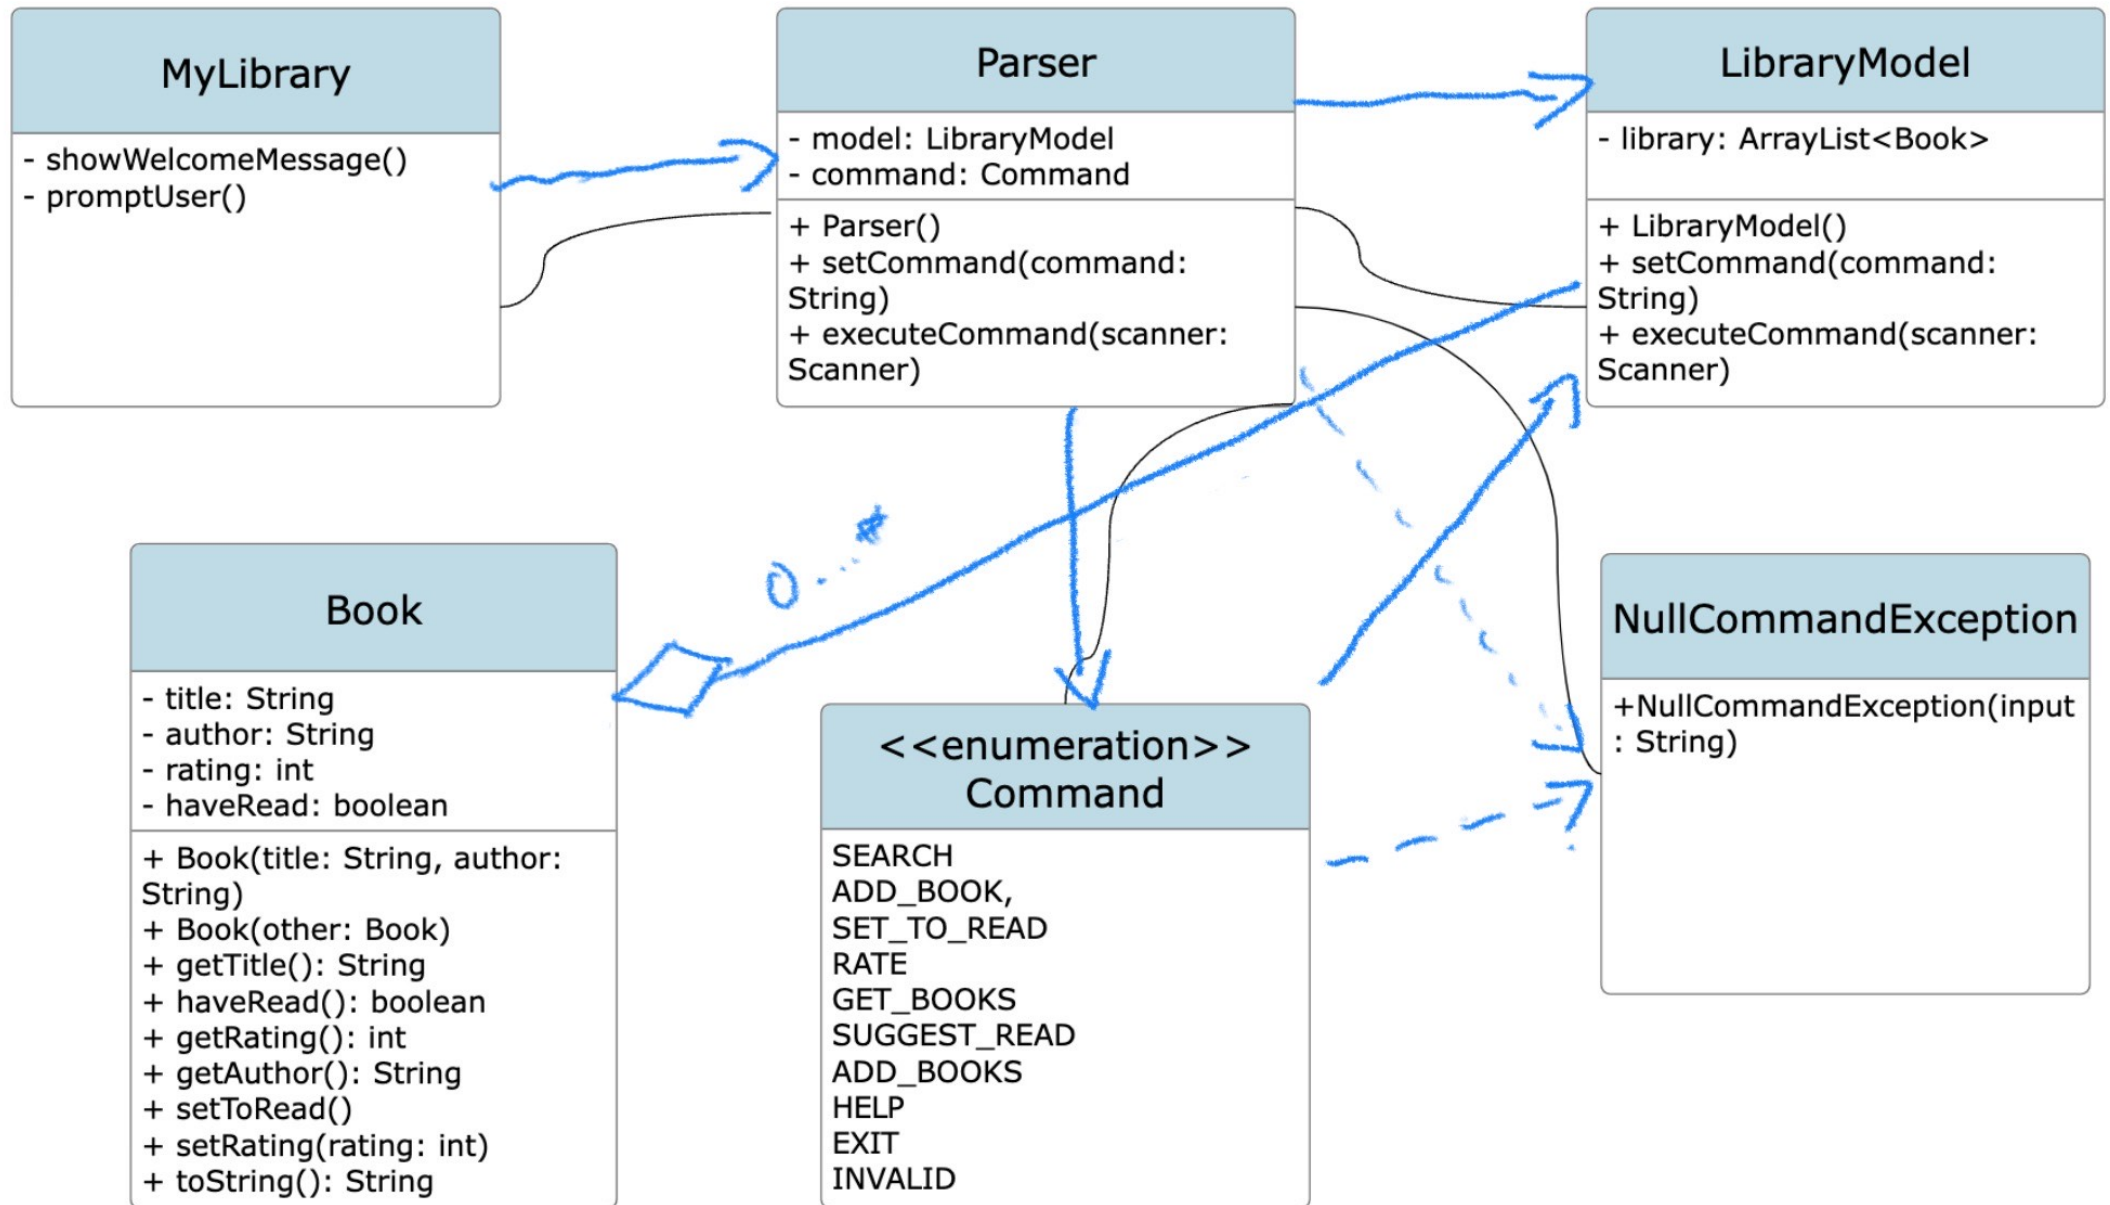 MyLibrary
- showWelcomeMessage()
- promptUser()
Parser
- model: LibraryModel
- command: Command
+ Parser()
+ setCommand(command:
String)
+ executeCommand(scanner:
Scanner)
LibraryModel
- library: ArrayList<Book>
+ LibraryModel()
+ setCommand(command:
String)
+ executeCommand(scanner:
Scanner)
0...*
Book
- title: String
- author: String
- rating: int
- haveRead: boolean
+ Book(title: String, author:
String)
+ Book(other: Book)
+ getTitle(): String
+ haveRead(): boolean
+ getRating(): int
+ getAuthor(): String
+ setToRead()
+ setRating(rating: int)
+ toString(): String
<<enumeration>>
Command
SEARCH
ADD_BOOK,
SET_TO_READ
RATE
GET_BOOKS
SUGGEST_READ
ADD_BOOKS
HELP
EXIT
INVALID
NullCommandException
+NullCommandException(input
: String)